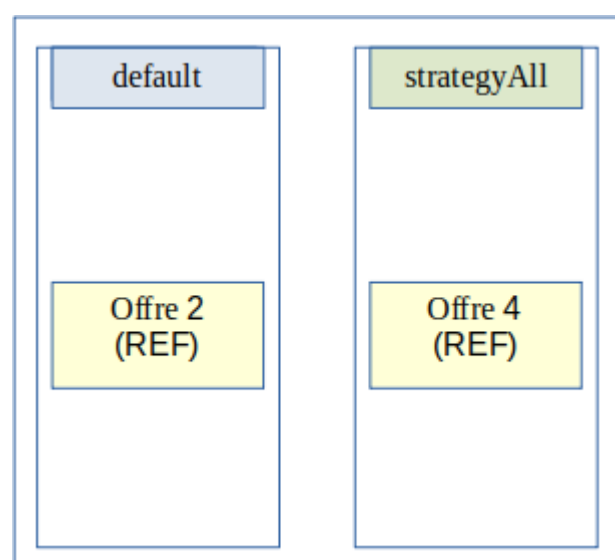 default
strategyAll
Offre 2
(REF)
Offre 4
(REF)